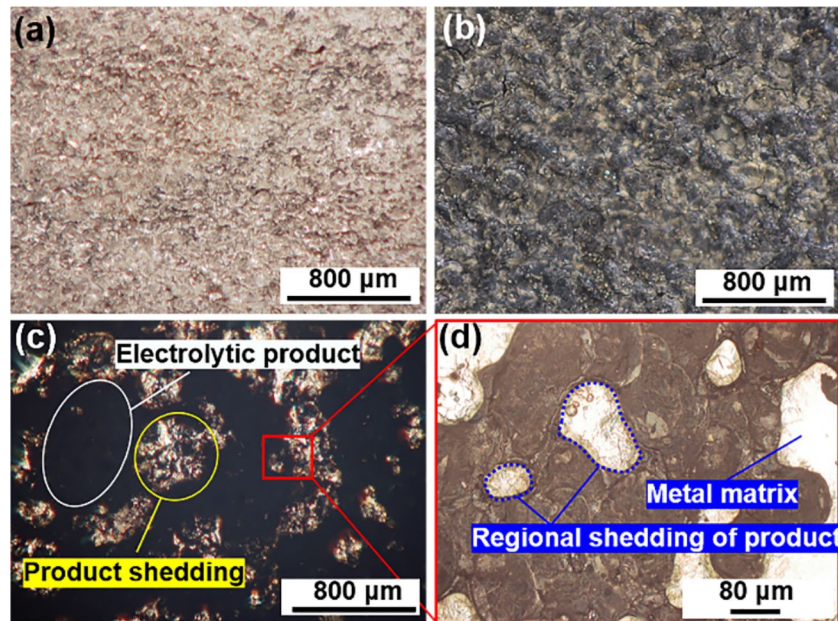 (a)
800 µm
(b)
800 µm
(c)
Electrolytic product
Product shedding
800 µm
(d)
Metal matrix
Regional shedding of product
80 µm